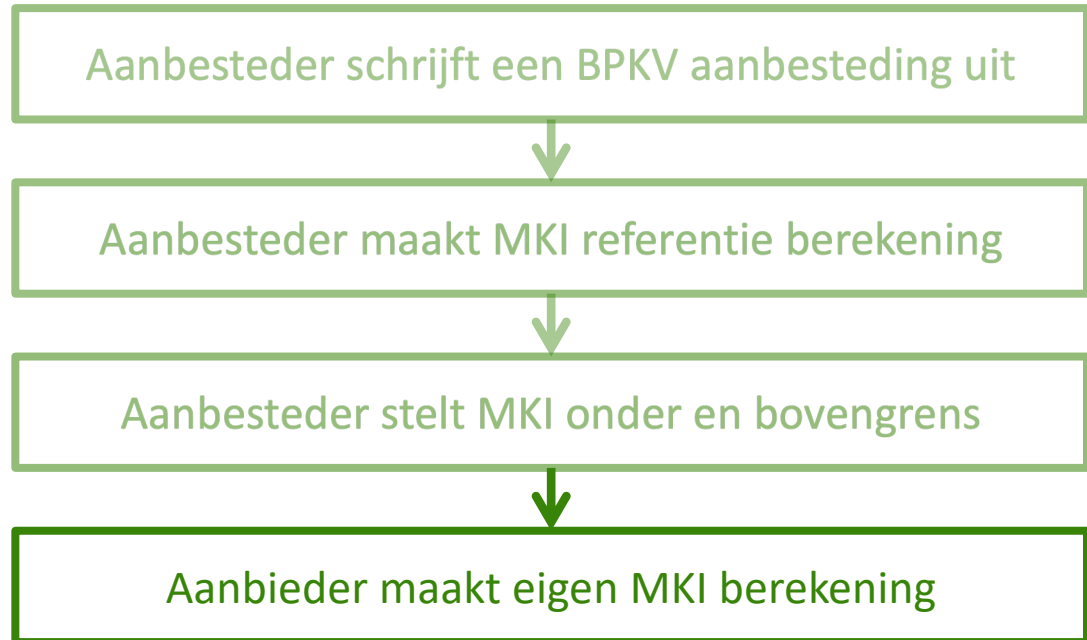 Aanbesteder schrijft een BPKV aanbesteding uit
Aanbesteder maakt MKI referentie berekening
Aanbesteder stelt MKI onder en bovengrens
Aanbieder maakt eigen MKI berekening